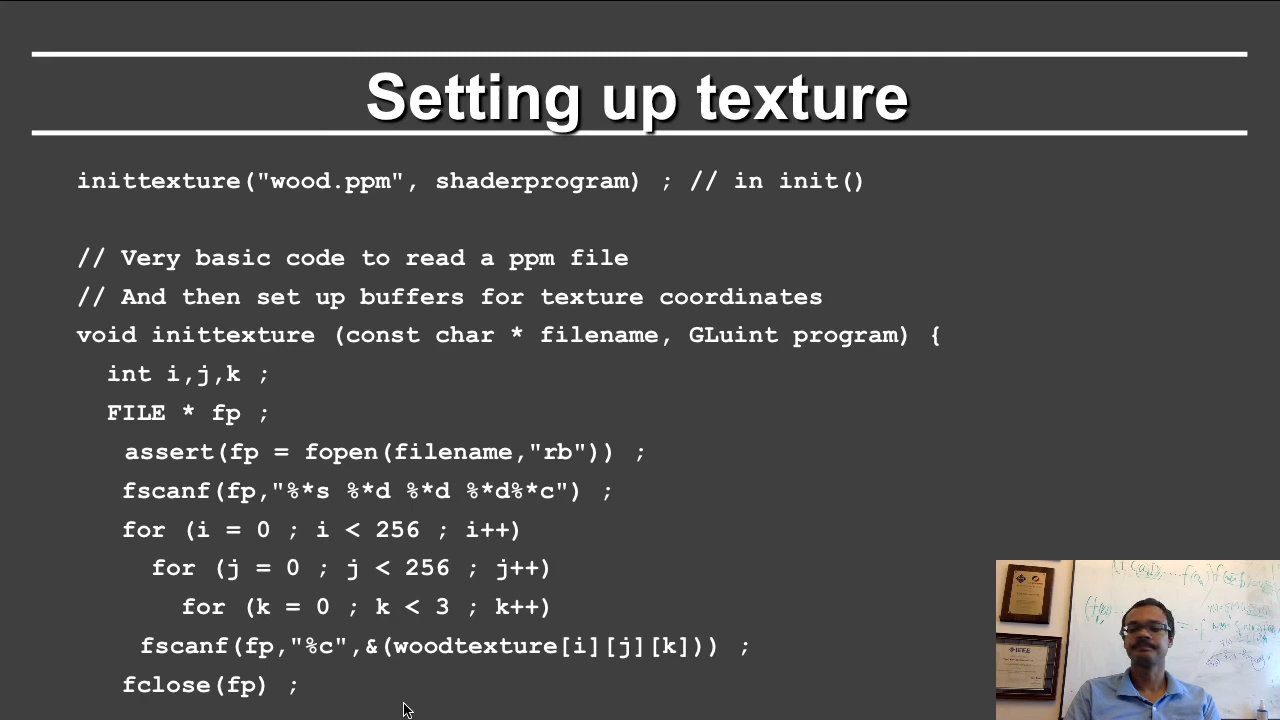 Setting up texture
inittexture("wood.ppm", shaderprogram) ; // in init()
// Very basic code to read a ppm file
// And then set up buffers for texture coordinates
void inittexture (const char * filename, GLuint program) {
int i,j,k ;
FILE * fp ;
assert(fp = fopen(filename,"rb")) ;
fscanf(fp,"%*s %*d %*d %*d%*c") ;
for (i = 0 ; i < 256 ; i++)
for (j = 0 ; j < 256 ; j++)
for (k = 0 ; k < 3 ; k++)
fscanf(fp,"%c",&(woodtexture[i][j][k])) ;
fclose(fp) ;
IEEE